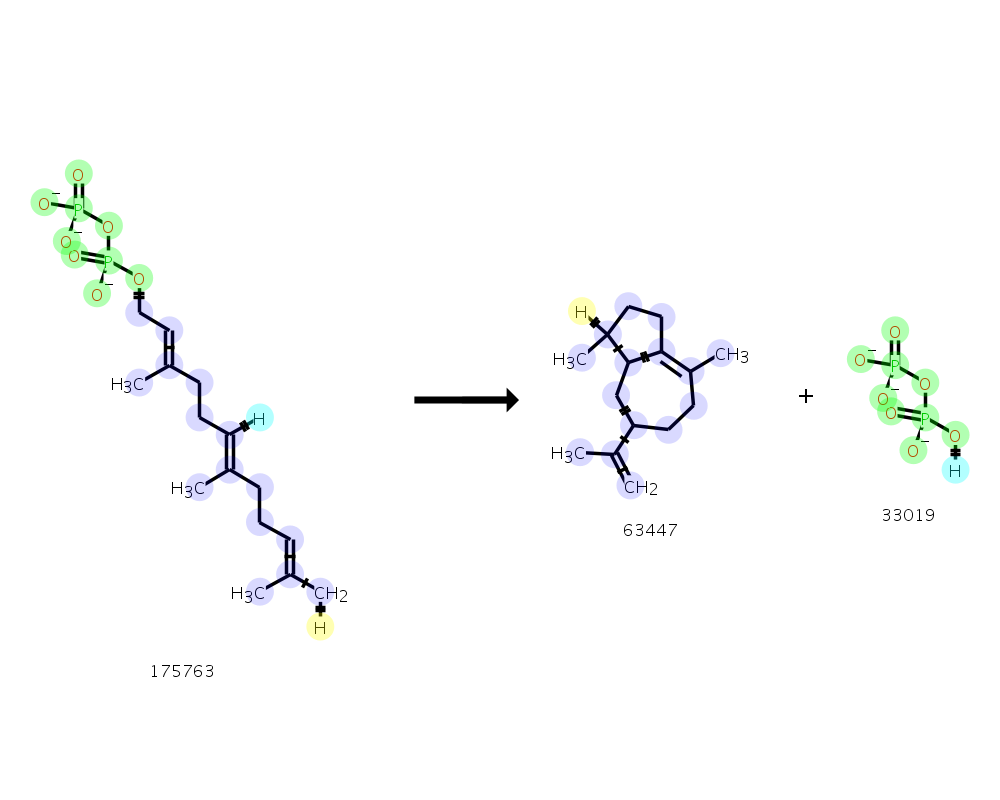 O
O⁻ P O
O⁻
O P O
O⁻
H₃C
H
H₃C
H₃C CH₂
H
175763
H
H₃C CH₃
H₃C
CH₂
63447
+
O
O⁻ P O
O⁻
O P O
O⁻
H
33019